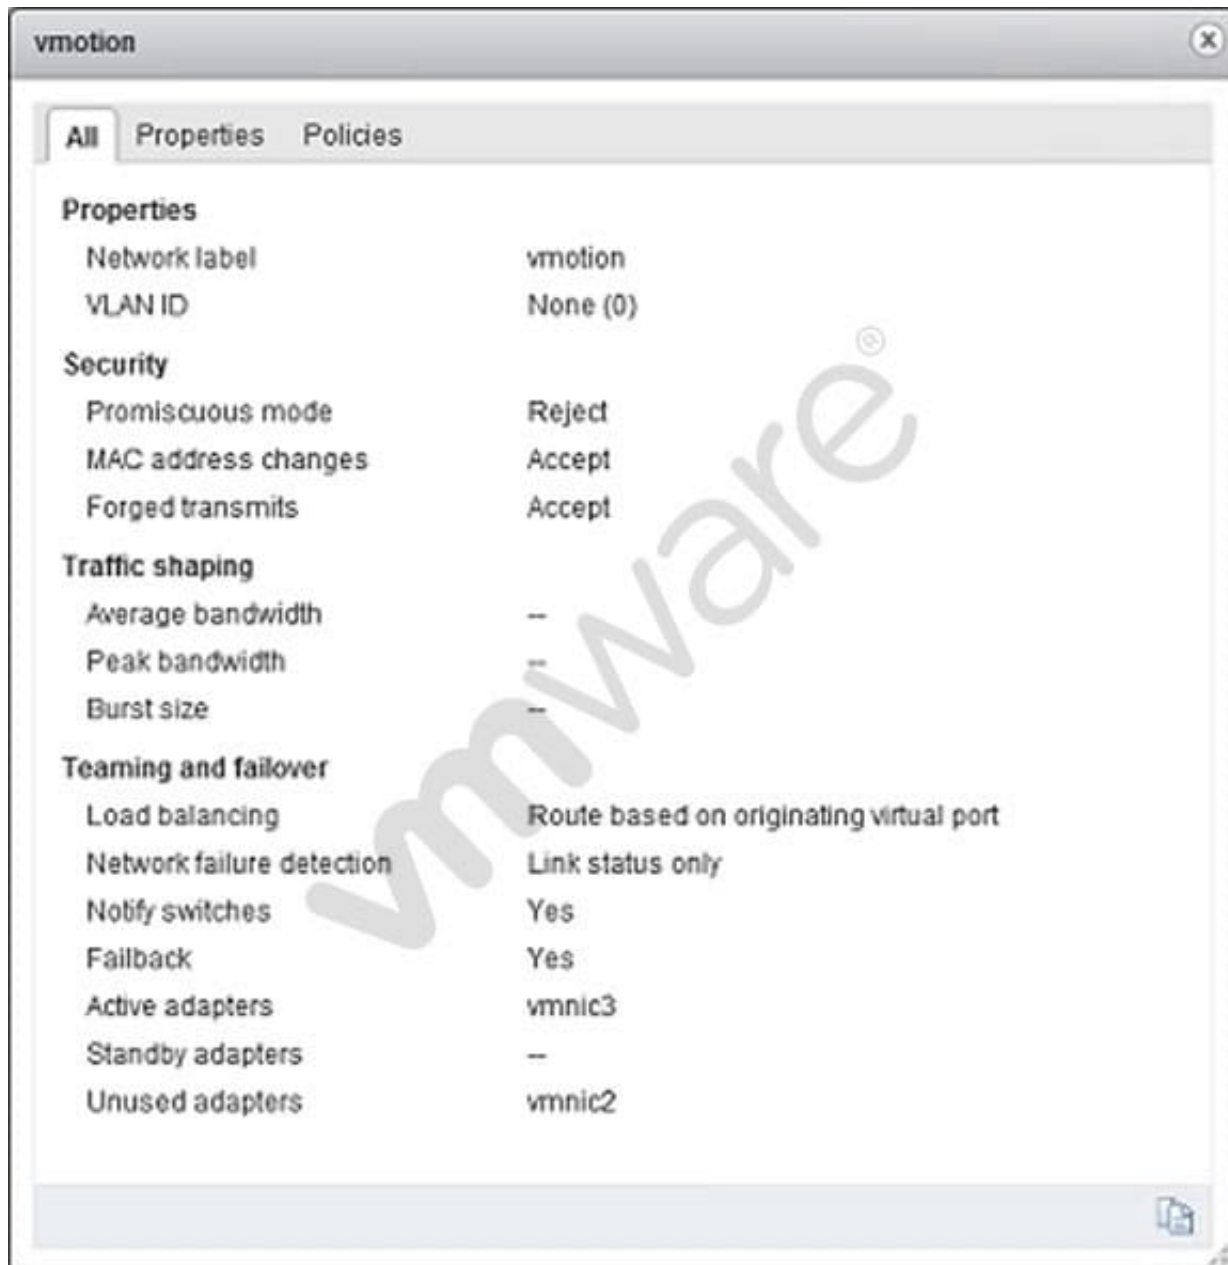 vmotion
All Properties Policies
Properties
Network label vmotion
VLAN ID None (0)
Security
Promiscuous mode Reject
MAC address changes Accept
Forged transmits Accept
Traffic shaping
Average bandwidth --
Peak bandwidth --
Burst size --
Teaming and failover
Load balancing Route based on originating virtual port
Network failure detection Link status only
Notify switches Yes
Failback Yes
Active adapters vmnic3
Standby adapters --
Unused adapters vmnic2
vmware®